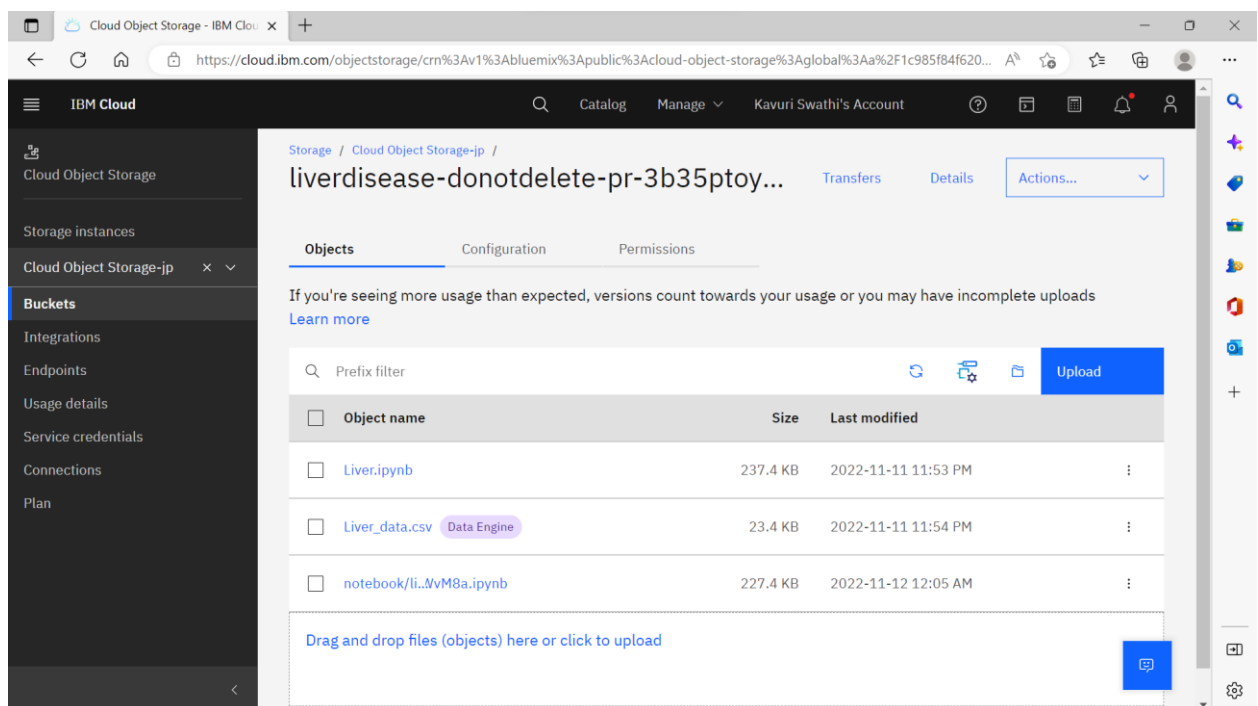 Cloud Object Storage - IBM Clou
https://cloud.ibm.com/objectstorage/crn%3Av1%3Abluemix%3Apublic%3Acloud-object-storage%3Aglobal%3Aa%2F1c985f84f620...
IBM Cloud
Catalog
Manage
Kavuri Swathi's Account
Cloud Object Storage
Storage instances
Cloud Object Storage-jp
Buckets
Integrations
Endpoints
Usage details
Service credentials
Connections
Plan
Storage / Cloud Object Storage-jp /
liverdisease-donotdelete-pr-3b35ptoy...
Transfers
Details
Actions...
Objects
Configuration
Permissions
If you're seeing more usage than expected, versions count towards your usage or you may have incomplete uploads
Learn more
Prefix filter
Upload
Object name Size Last modified
Liver.ipynb 237.4 KB 2022-11-11 11:53 PM
Liver_data.csv Data Engine 23.4 KB 2022-11-11 11:54 PM
notebook/li...WvM8a.ipynb 227.4 KB 2022-11-12 12:05 AM
Drag and drop files (objects) here or click to upload